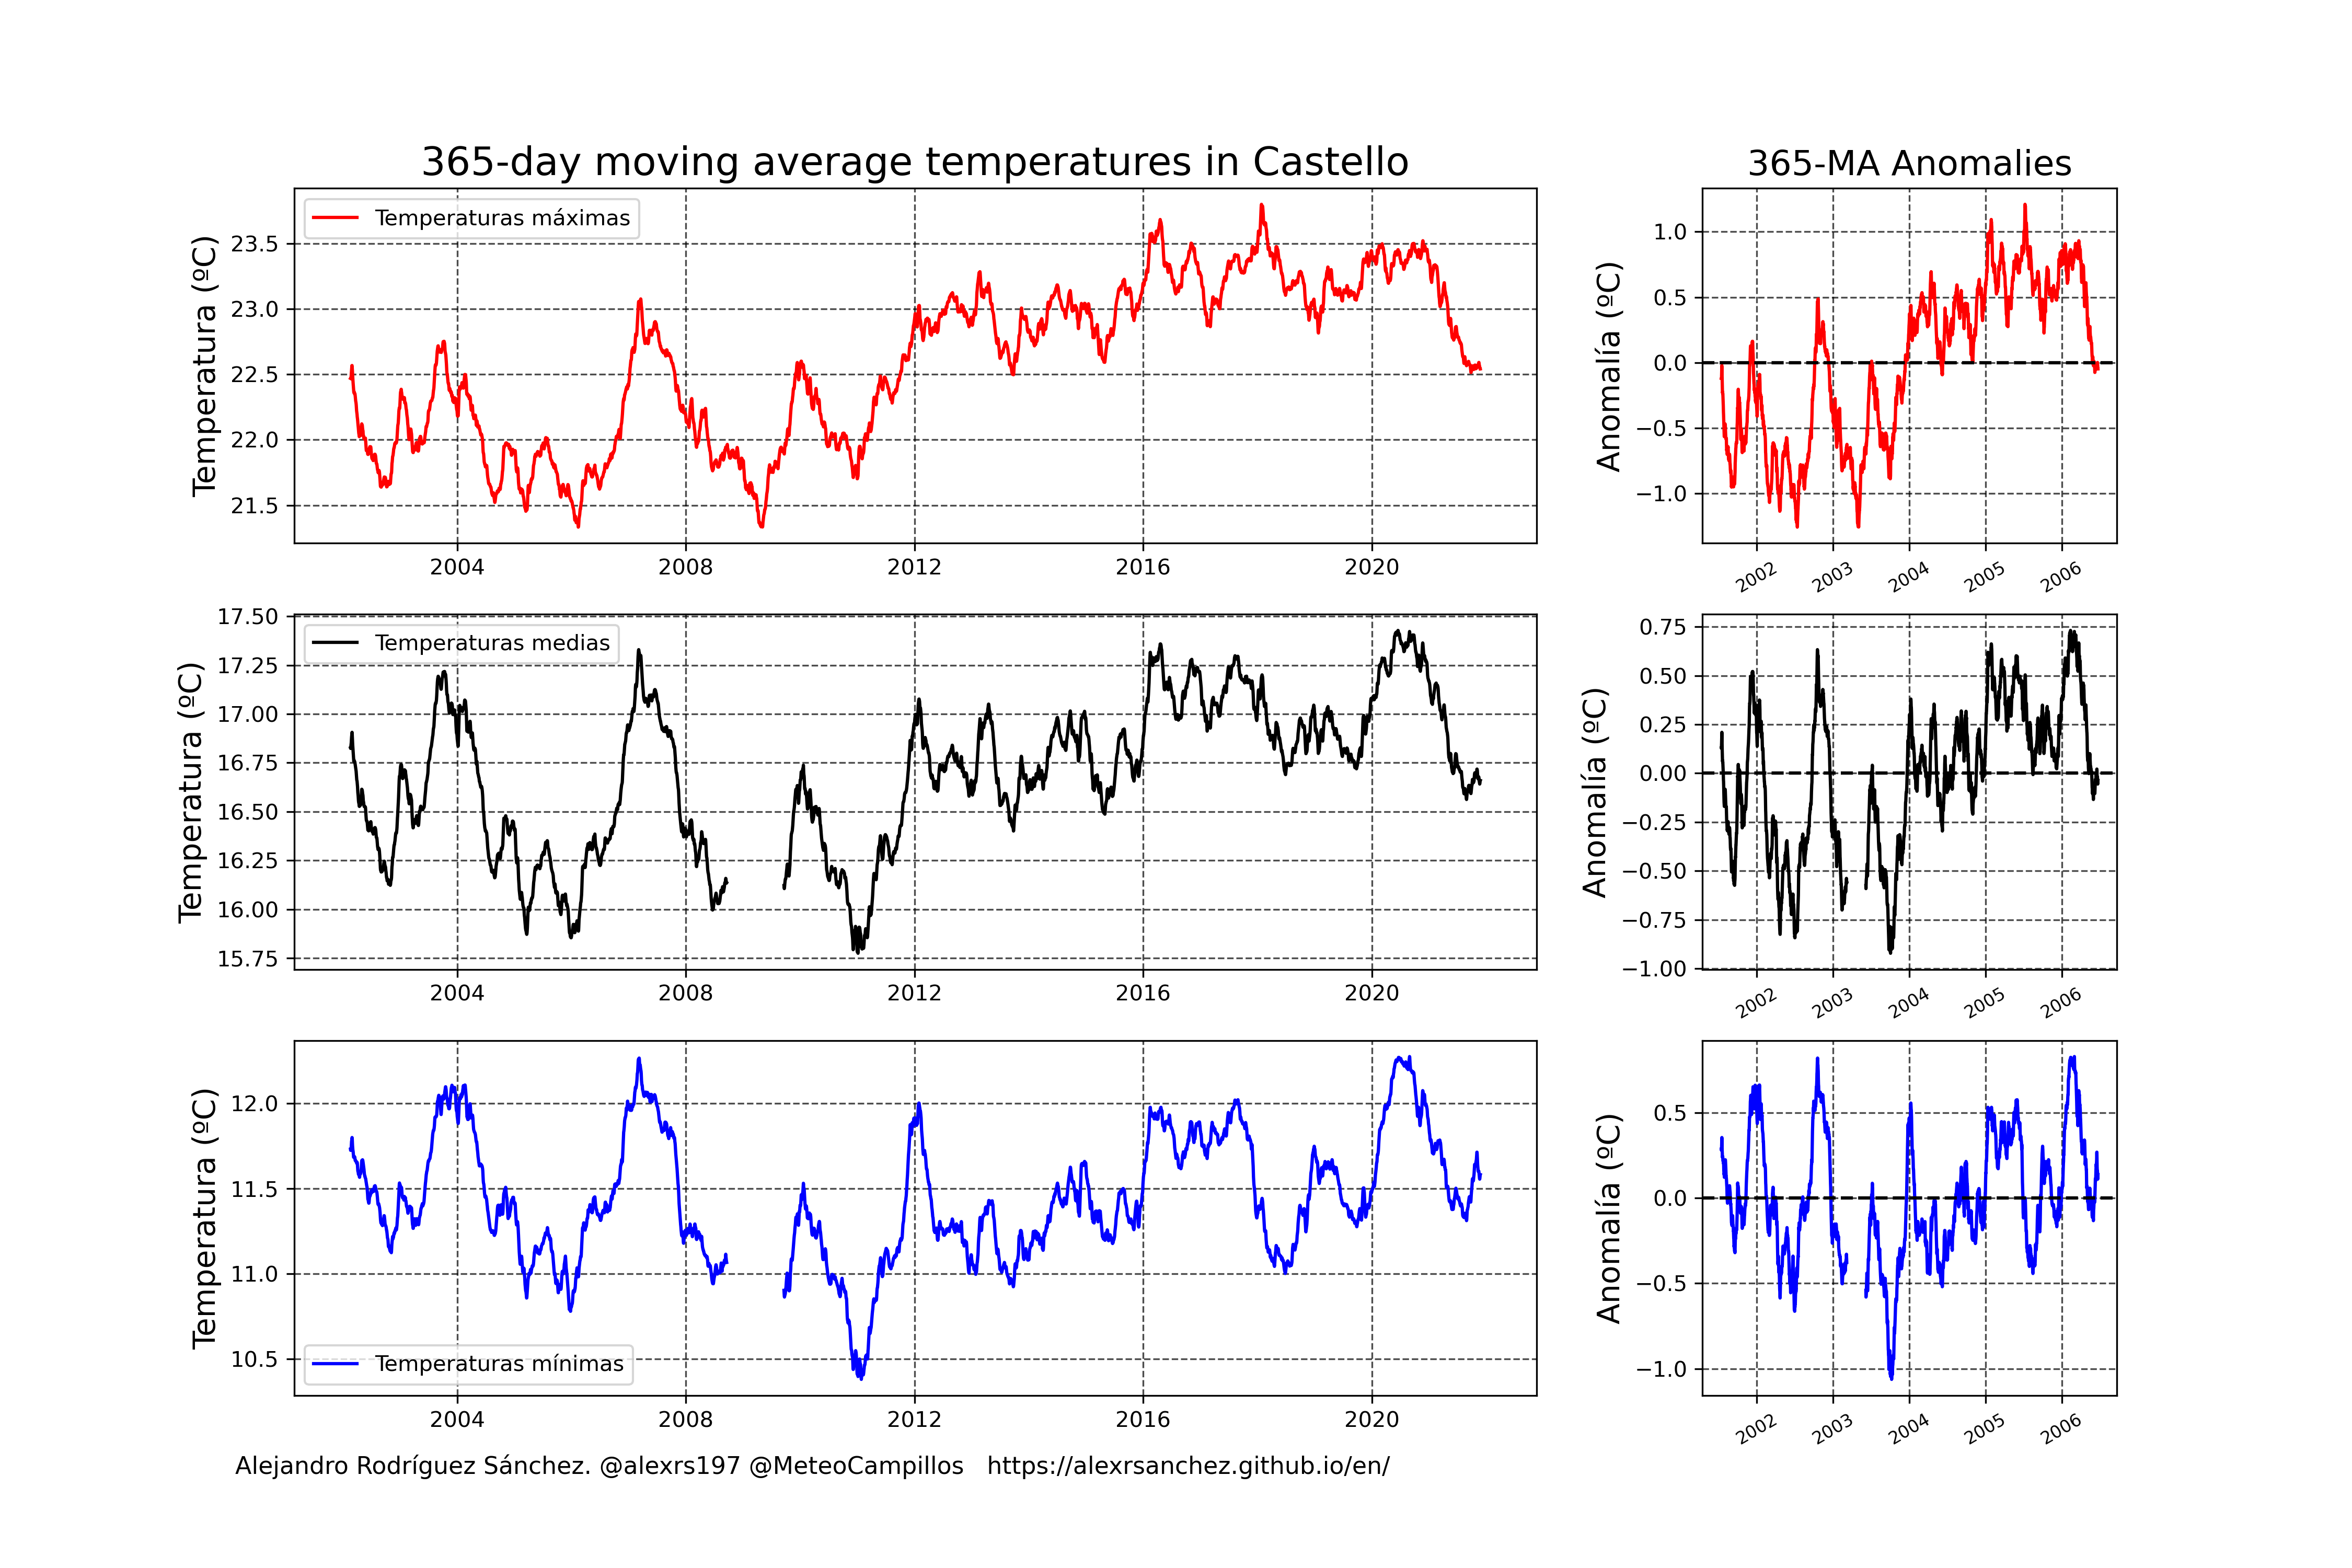 365-day moving average temperatures in Castello
365-MA Anomalies
Temperatura (ºC)
23.5
23.0
22.5
22.0
21.5
Temperaturas máximas
2004 2008 2012 2016 2020
Anomalía (ºC)
1.0
0.5
0.0
−0.5
−1.0
2002 2003 2004 2005 2006
Temperatura (ºC)
17.50
17.25
17.00
16.75
16.50
16.25
16.00
15.75
Temperaturas medias
2004 2008 2012 2016 2020
Anomalía (ºC)
0.75
0.50
0.25
0.00
−0.25
−0.50
−0.75
−1.00
2002 2003 2004 2005 2006
Temperatura (ºC)
12.0
11.5
11.0
10.5
Temperaturas mínimas
2004 2008 2012 2016 2020
Anomalía (ºC)
0.5
0.0
−0.5
−1.0
2002 2003 2004 2005 2006
Alejandro Rodríguez Sánchez. @alexrs197 @MeteoCampillos https://alexrsanchez.github.io/en/